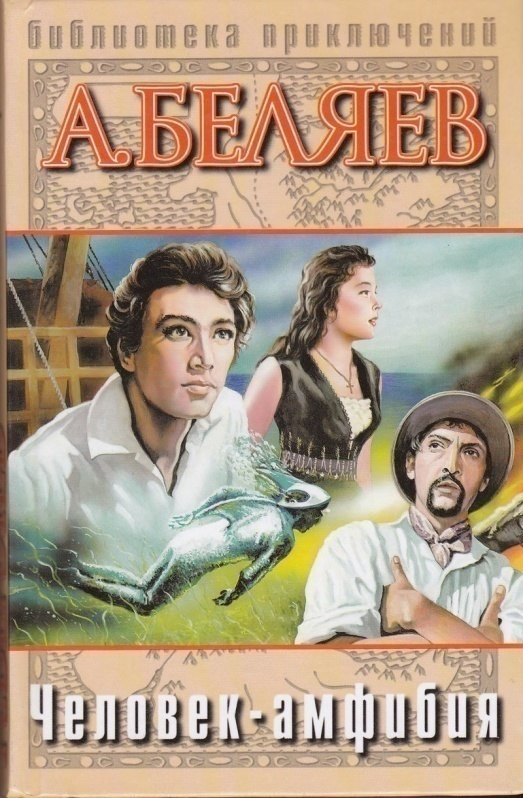 библиотека приключений
А.БЕЛЯЕВ
Человек-амфибия